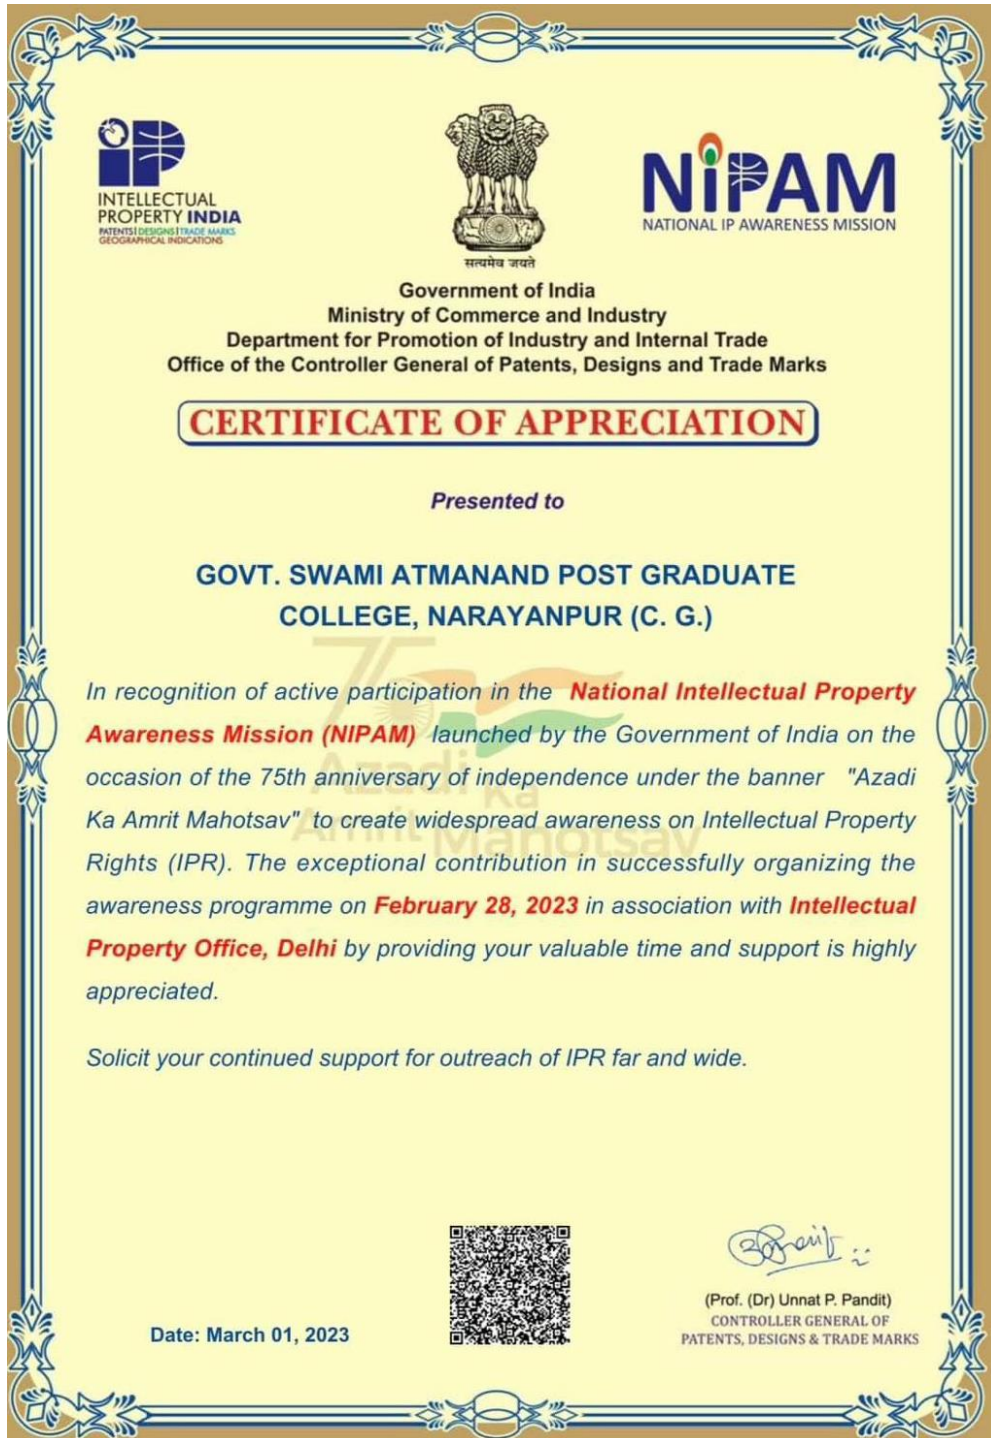 iP
INTELLECTUAL
PROPERTY INDIA
PATENTS | DESIGNS | TRADE MARKS
GEOGRAPHICAL INDICATIONS
सत्यमेव जयते
NiPAM
NATIONAL IP AWARENESS MISSION
Government of India
Ministry of Commerce and Industry
Department for Promotion of Industry and Internal Trade
Office of the Controller General of Patents, Designs and Trade Marks
CERTIFICATE OF APPRECIATION
Presented to
GOVT. SWAMI ATMANAND POST GRADUATE
COLLEGE, NARAYANPUR (C. G.)
75
Azadi Ka
Amrit Mahotsav
In recognition of active participation in the National Intellectual Property
Awareness Mission (NIPAM) launched by the Government of India on the
occasion of the 75th anniversary of independence under the banner "Azadi
Ka Amrit Mahotsav" to create widespread awareness on Intellectual Property
Rights (IPR). The exceptional contribution in successfully organizing the
awareness programme on February 28, 2023 in association with Intellectual
Property Office, Delhi by providing your valuable time and support is highly
appreciated.
Solicit your continued support for outreach of IPR far and wide.
Date: March 01, 2023
(Prof. (Dr) Unnat P. Pandit)
CONTROLLER GENERAL OF
PATENTS, DESIGNS & TRADE MARKS